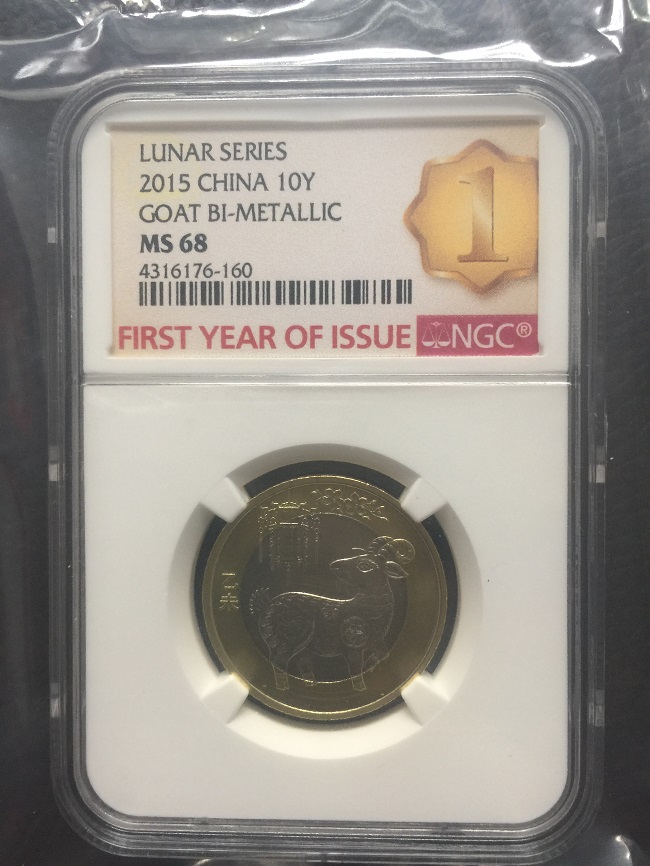 LUNAR SERIES
2015 CHINA 10Y
GOAT BI-METALLIC
MS 68
4316176-160
1
FIRST YEAR OF ISSUE NGC®
乙未